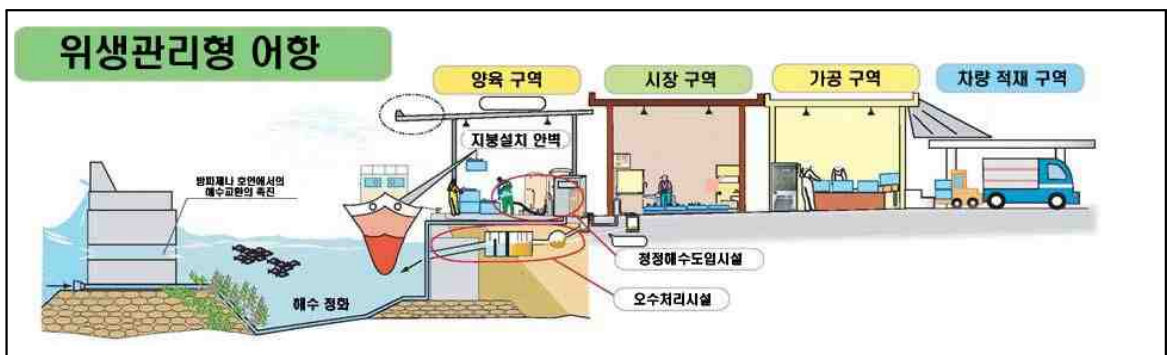 위생관리형 어항
양육 구역
시장 구역
가공 구역
차량 적재 구역
지붕설치 안벽
방파제나 호안에서의
해수교환의 촉진
청정해수도입시설
해수 정화
오수처리시설